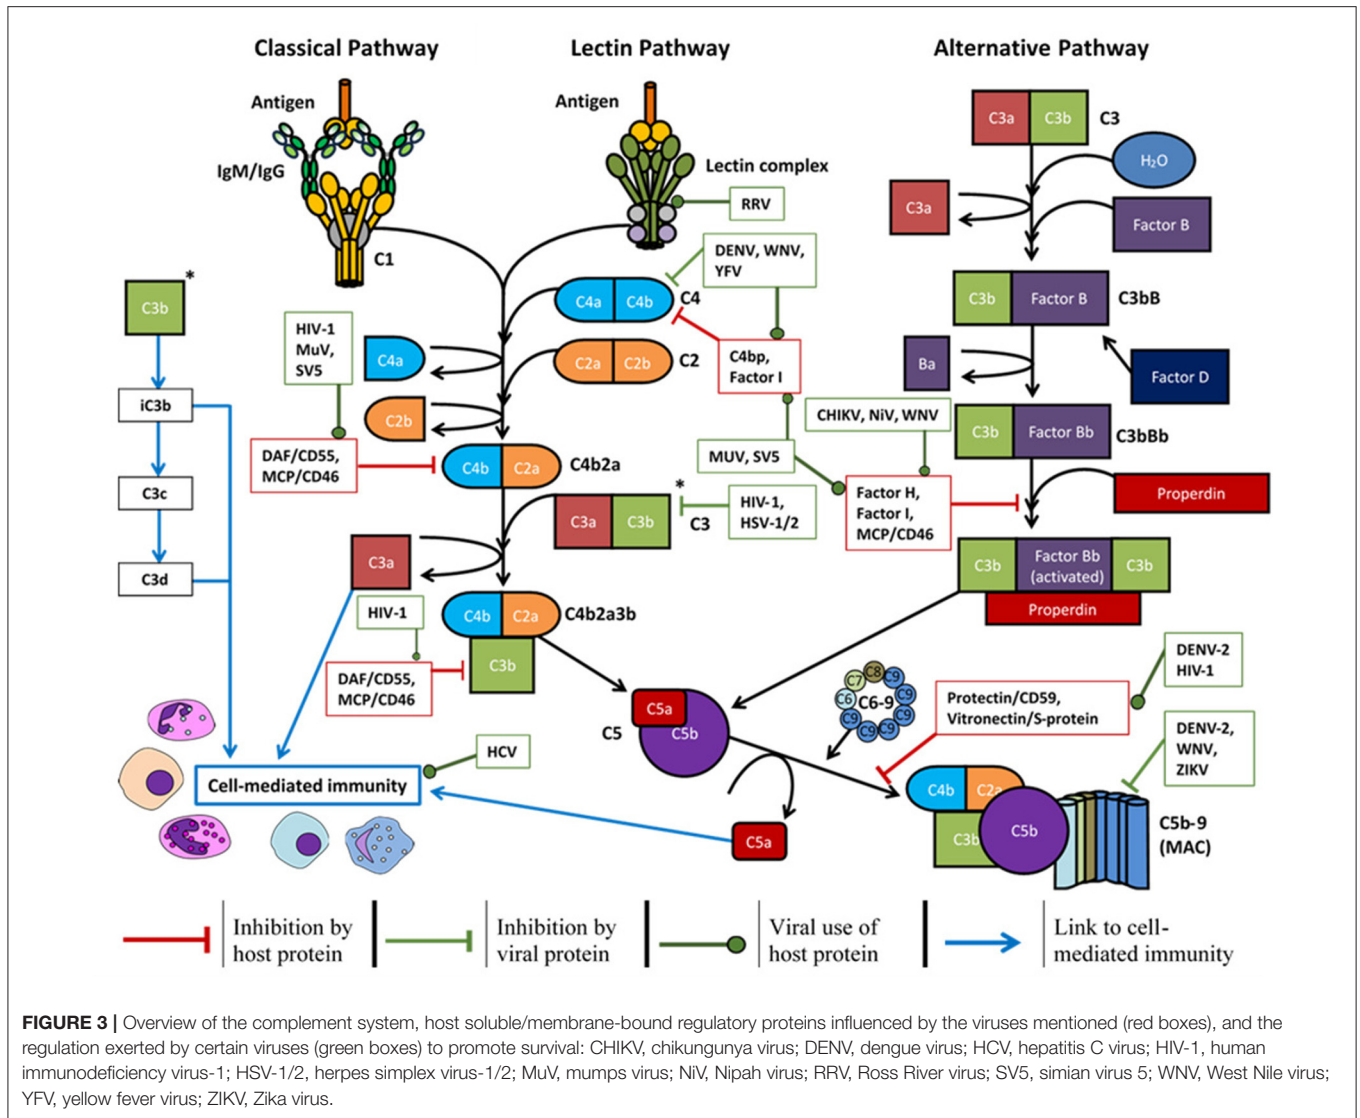 Classical Pathway
Lectin Pathway
Alternative Pathway
Antigen
IgM/IgG
C1
Antigen
Lectin complex
RRV
DENV, WNV,
YFV
C3a
C3b
C3
H₂O
C3a
Factor B
C3b
*
HIV-1
MuV,
SV5
C4a
C4a
C4b
C4
C2a
C2b
C2
C2b
C4bp,
Factor I
C3b
Factor B
C3bB
Ba
Factor D
iC3b
DAF/CD55,
MCP/CD46
C4b
C2a
C4b2a
MUV, SV5
CHIKV, NiV, WNV
C3b
Factor Bb
C3bBb
C3c
C3a
C3b
*
C3
HIV-1,
HSV-1/2
Factor H,
Factor I,
MCP/CD46
Properdin
C3d
C3a
HIV-1
C4b
C2a
C4b2a3b
C3b
DAF/CD55,
MCP/CD46
C3b
Factor Bb
(activated)
C3b
Properdin
C5a
C5
C5b
C6
C7
C8
C9
C9
C9
C9
C9
C9
C6-9
Protectin/CD59,
Vitronectin/S-protein
DENV-2
HIV-1
DENV-2,
WNV,
ZIKV
HCV
Cell-mediated immunity
C5a
C4b
C2a
C3b
C5b
C5b-9
(MAC)
Inhibition by
host protein
Inhibition by
viral protein
Viral use of
host protein
Link to cell-
mediated immunity
FIGURE 3 | Overview of the complement system, host soluble/membrane-bound regulatory proteins influenced by the viruses mentioned (red boxes), and the
regulation exerted by certain viruses (green boxes) to promote survival: CHIKV, chikungunya virus; DENV, dengue virus; HCV, hepatitis C virus; HIV-1, human
immunodeficiency virus-1; HSV-1/2, herpes simplex virus-1/2; MuV, mumps virus; NiV, Nipah virus; RRV, Ross River virus; SV5, simian virus 5; WNV, West Nile virus;
YFV, yellow fever virus; ZIKV, Zika virus.